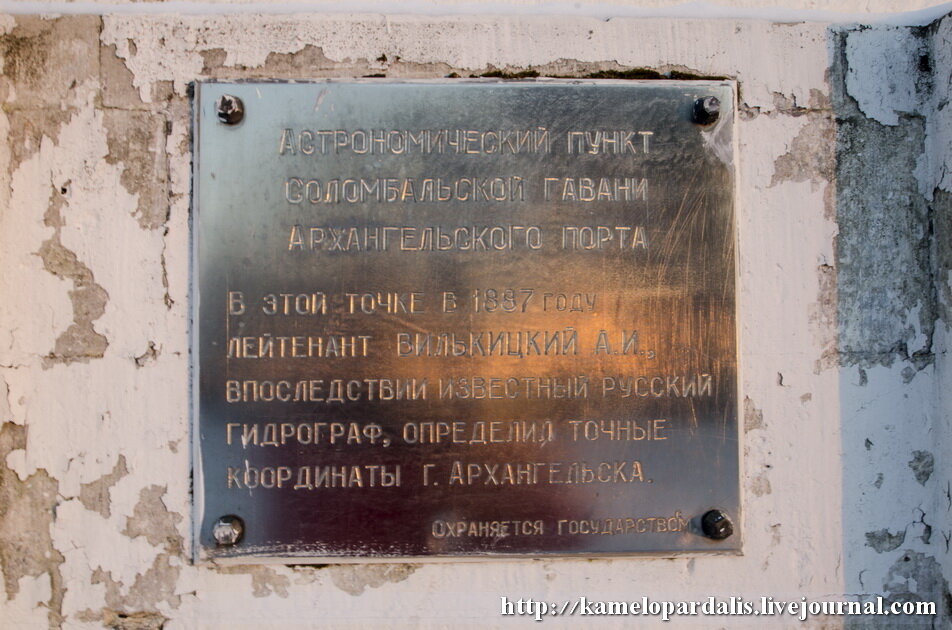 Астрономический пункт
Соломбальской гавани
Архангельского порта
В этой точке в 1887 году
лейтенант Вилькицкий А.И.,
впоследствии известный русский
гидрограф, определил точные
координаты г. Архангельска.
Охраняется государством
http://kamelopardalis.livejournal.com/